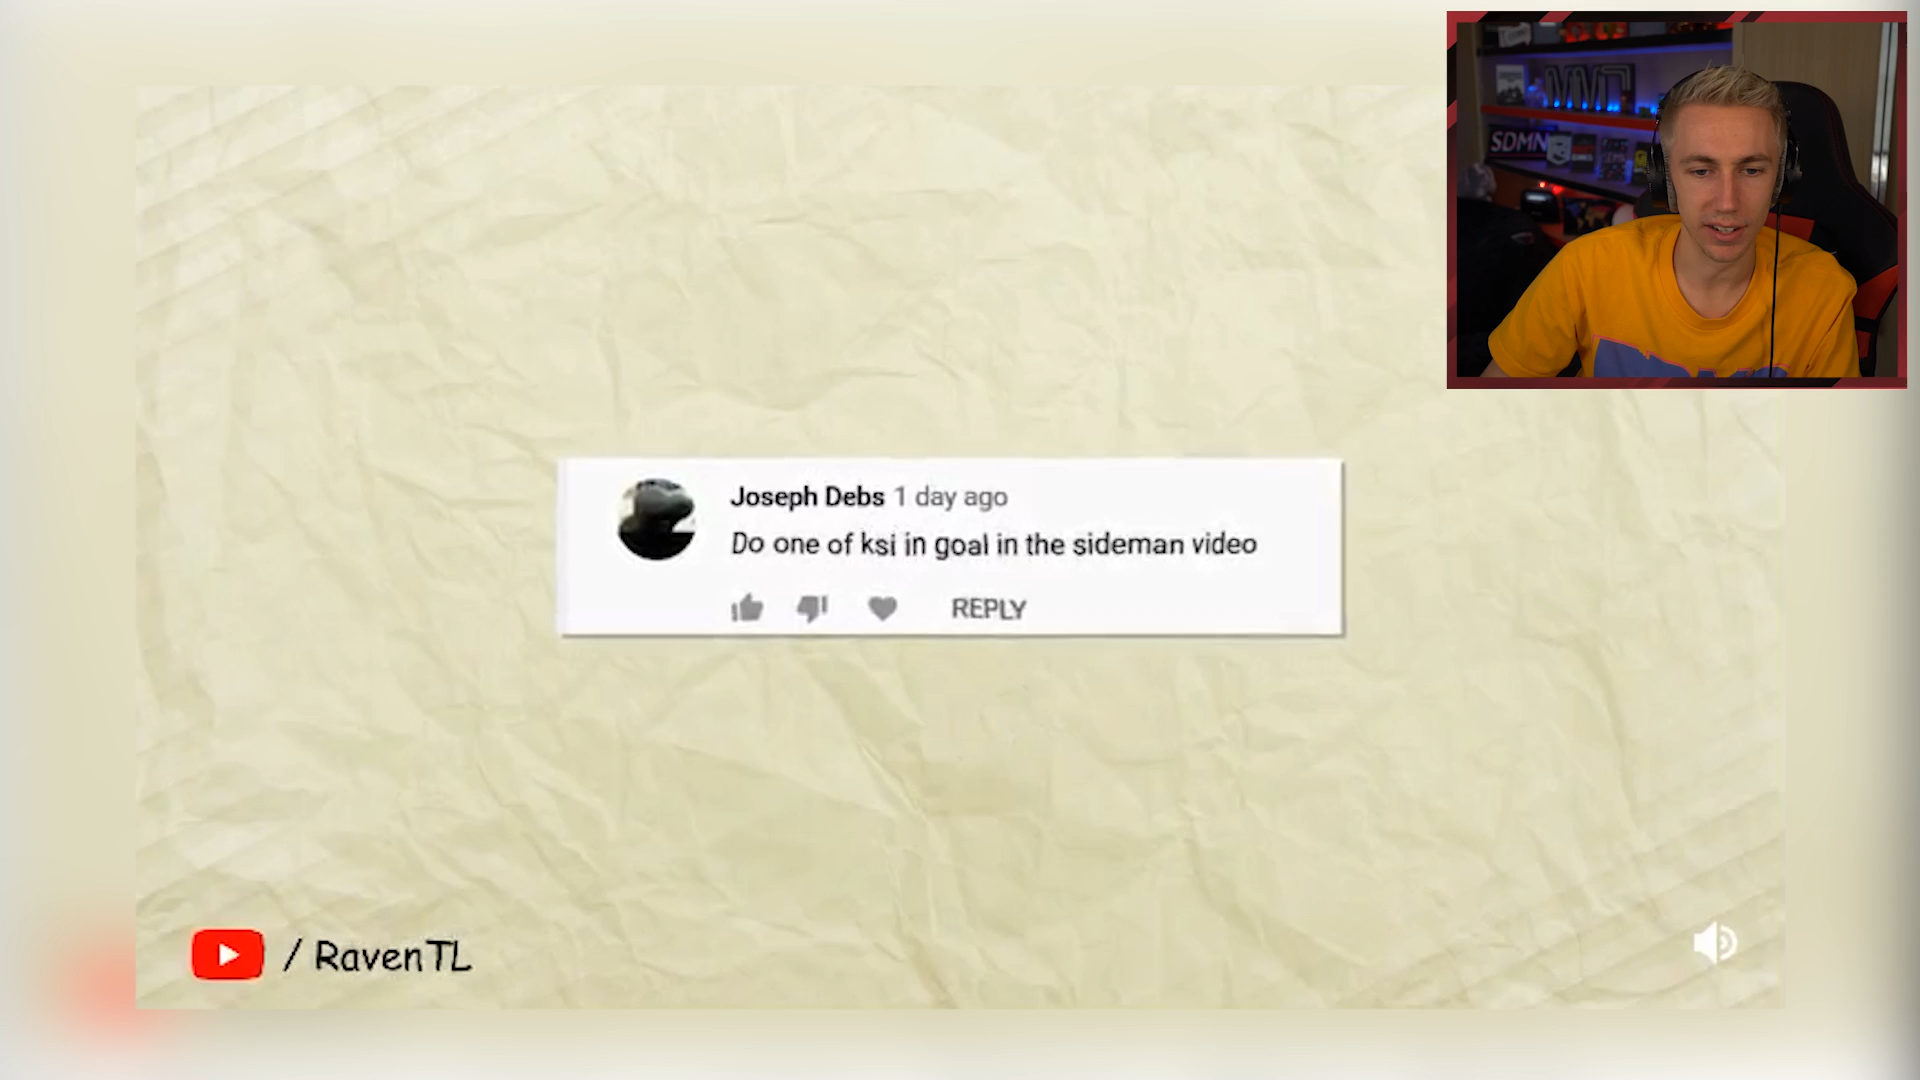 SDMN
Joseph Debs 1 day ago
Do one of ksi in goal in the sideman video
REPLY
/ RavenTL